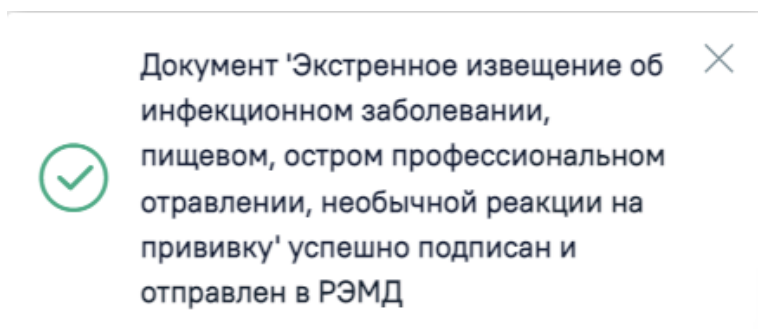 Документ 'Экстренное извещение об
инфекционном заболевании,
пищевом, остром профессиональном
отравлении, необычной реакции на
прививку' успешно подписан и
отправлен в РЭМД